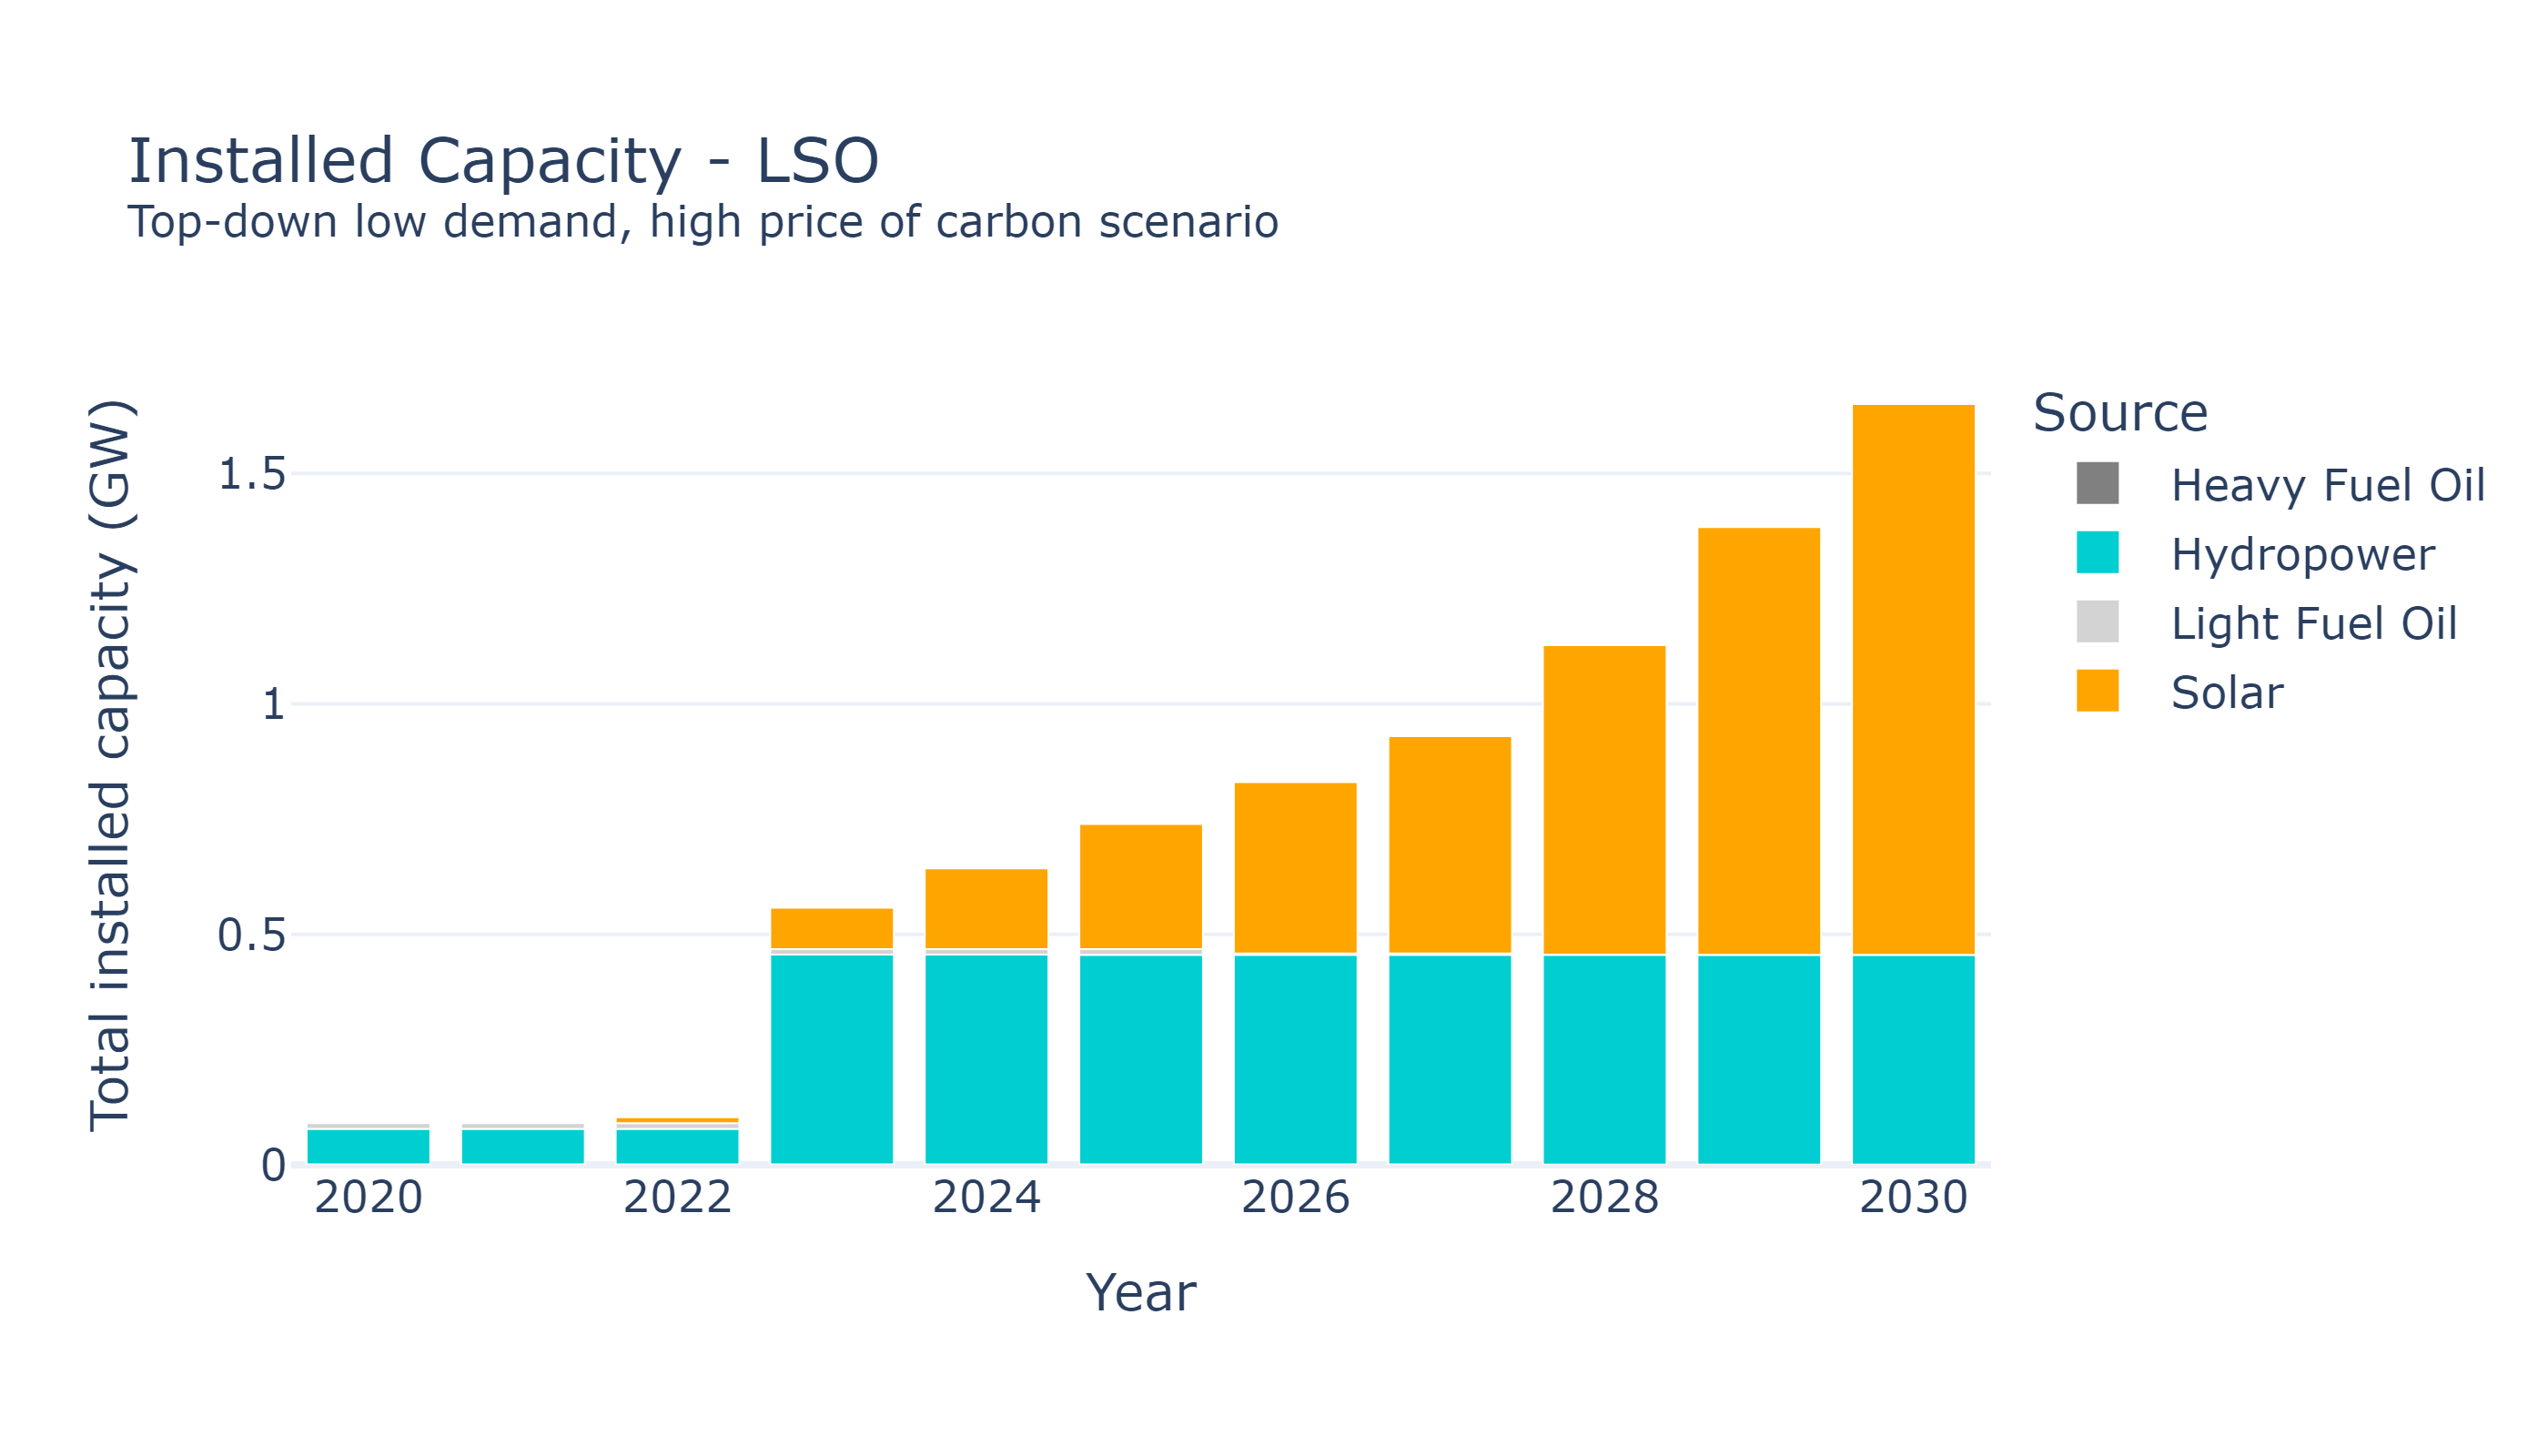 Installed Capacity - LSO
Top-down low demand, high price of carbon scenario
Total installed capacity (GW)
1.5
1
0.5
0
2020
2022
2024
2026
2028
2030
Year
Source
Heavy Fuel Oil
Hydropower
Light Fuel Oil
Solar